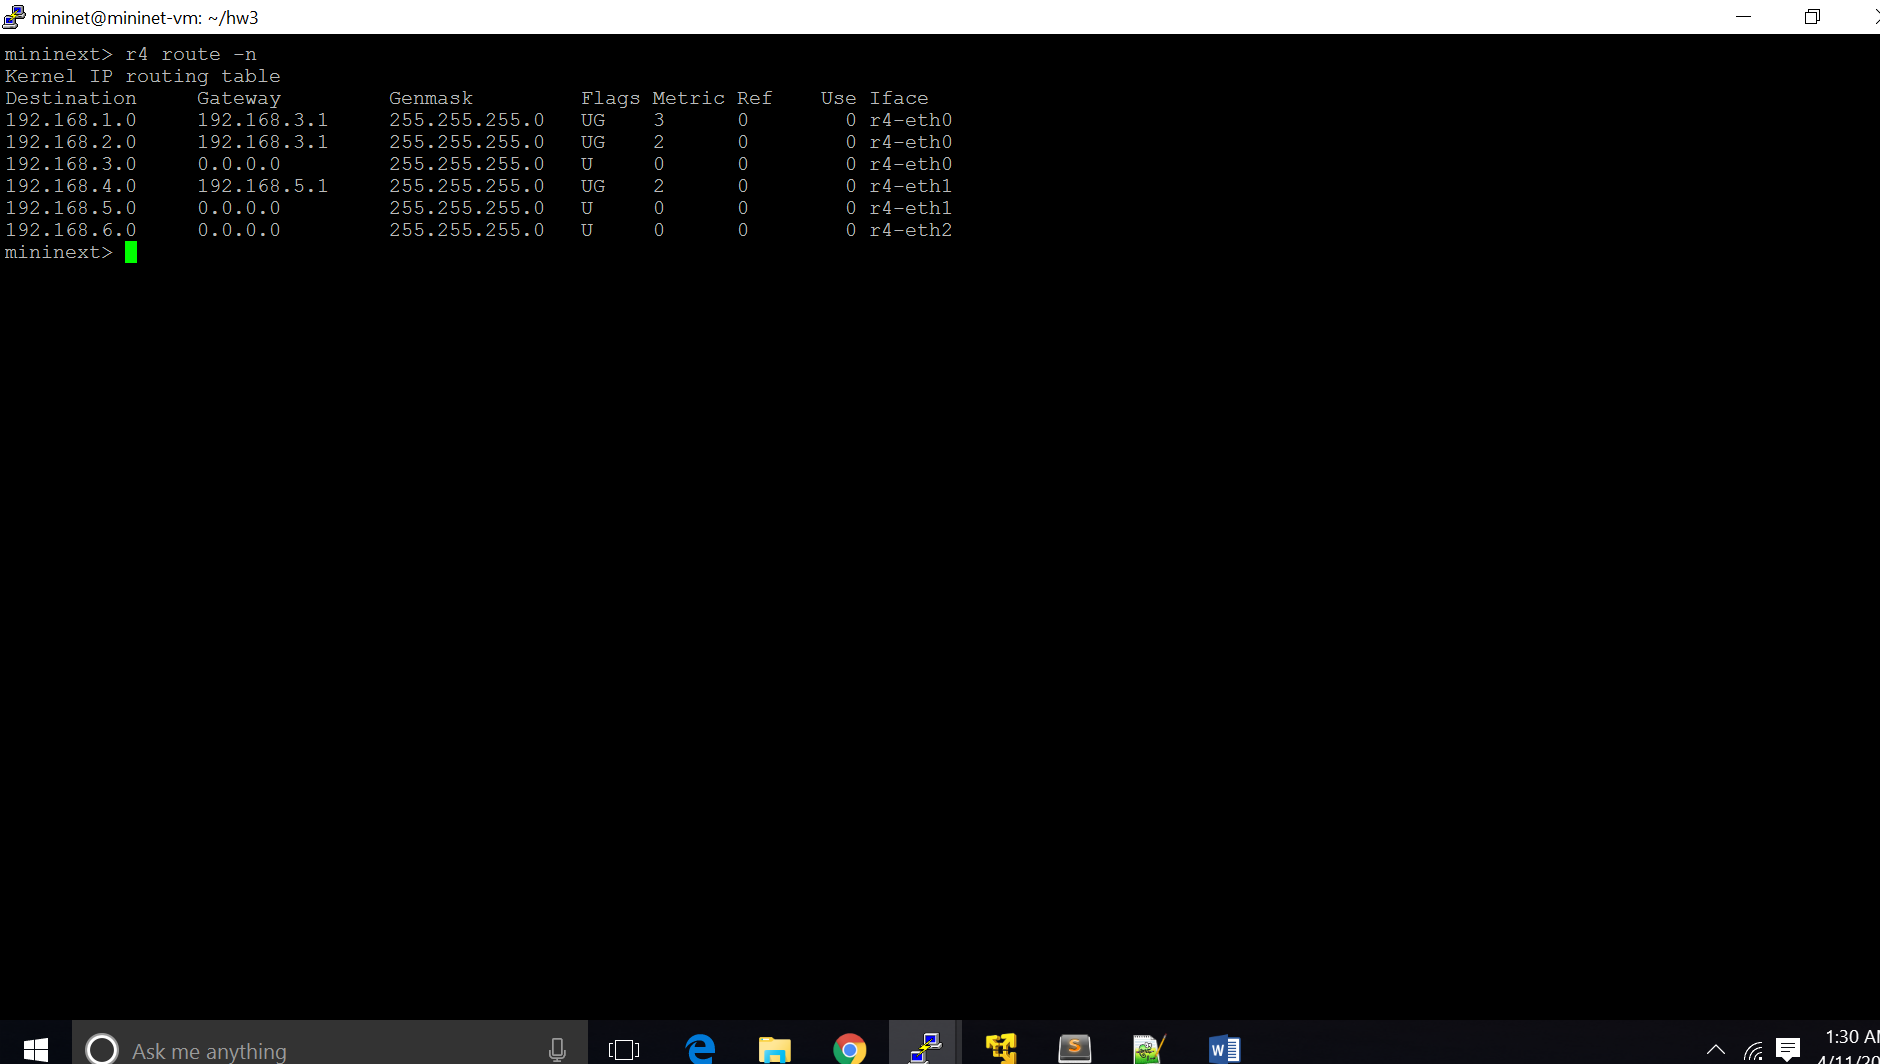 mininet@mininet-vm: ~/hw3
mininext> r4 route -n
Kernel IP routing table
Destination     Gateway         Genmask         Flags Metric Ref    Use Iface
192.168.1.0     192.168.3.1     255.255.255.0   UG    3      0        0 r4-eth0
192.168.2.0     192.168.3.1     255.255.255.0   UG    2      0        0 r4-eth0
192.168.3.0     0.0.0.0         255.255.255.0   U     0      0        0 r4-eth0
192.168.4.0     192.168.5.1     255.255.255.0   UG    2      0        0 r4-eth1
192.168.5.0     0.0.0.0         255.255.255.0   U     0      0        0 r4-eth1
192.168.6.0     0.0.0.0         255.255.255.0   U     0      0        0 r4-eth2
mininext>
Ask me anything
1:30